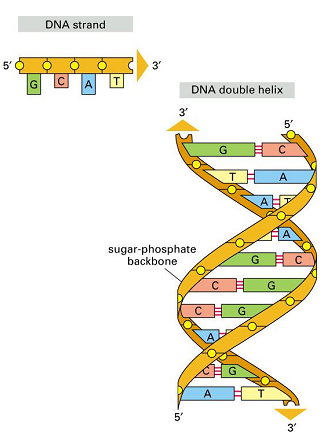 DNA strand
5′ 3′
G C A T
DNA double helix
3′ 5′
G C
T A
A T
A
G C
sugar-phosphate
backbone
C G
C G
A
C G
A T
5′
3′